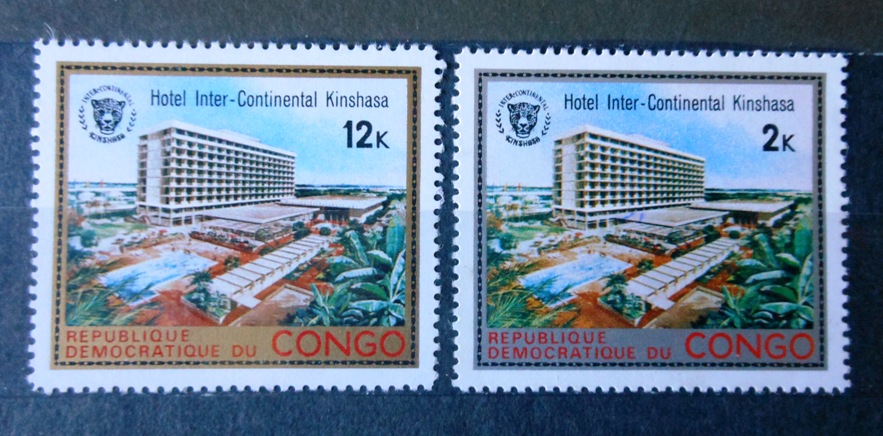 INTER-CONTINENTAL
KINSHASA
Hotel Inter-Continental Kinshasa
12K
REPUBLIQUE
DEMOCRATIQUE DU CONGO
INTER-CONTINENTAL
KINSHASA
Hotel Inter-Continental Kinshasa
2K
REPUBLIQUE
DEMOCRATIQUE DU CONGO